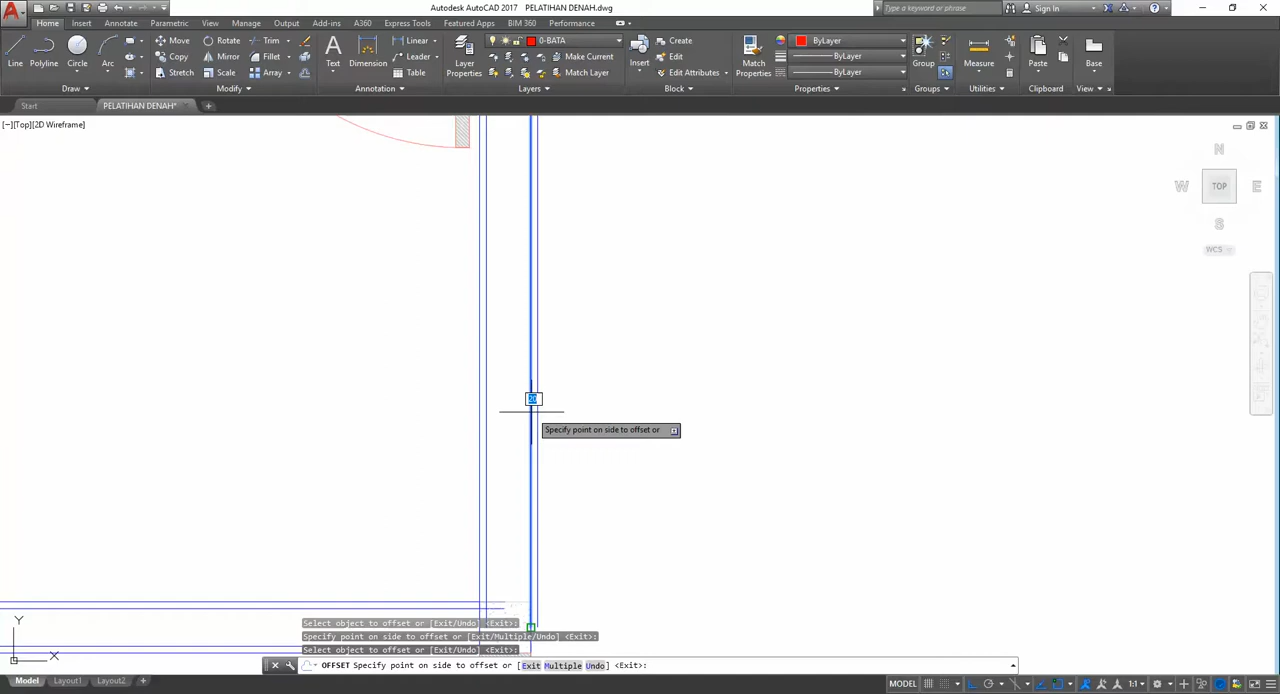 Autodesk AutoCAD 2017 PELATIHAN DENAH.dwg
Type a keyword or phrase
Sign In
Home Insert Annotate Parametric View Manage Output Add-ins A360 Express Tools Featured Apps BIM 360 Performance
Line Polyline Circle Arc
Move Rotate Trim
Copy Mirror Fillet
Stretch Scale Array
Text Dimension
Linear
Leader
Table
Layer Properties
0-BATA
Make Current
Match Layer
Insert
Create
Edit
Edit Attributes
Match Properties
ByLayer
ByLayer
ByLayer
Group
Measure
Paste
Base
Draw Modify Annotation Layers Block Properties Groups Utilities Clipboard View
Start PELATIHAN DENAH*
[−][Top][2D Wireframe]
N
W TOP E
S
WCS
20
Specify point on side to offset or
Y
X
Select object to offset or [Exit/Undo] <Exit>:
Specify point on side to offset or [Exit/Multiple/Undo] <Exit>:
Select object to offset or [Exit/Undo] <Exit>:
OFFSET Specify point on side to offset or [Exit Multiple Undo] <Exit>:
Model Layout1 Layout2 +
MODEL 1:1